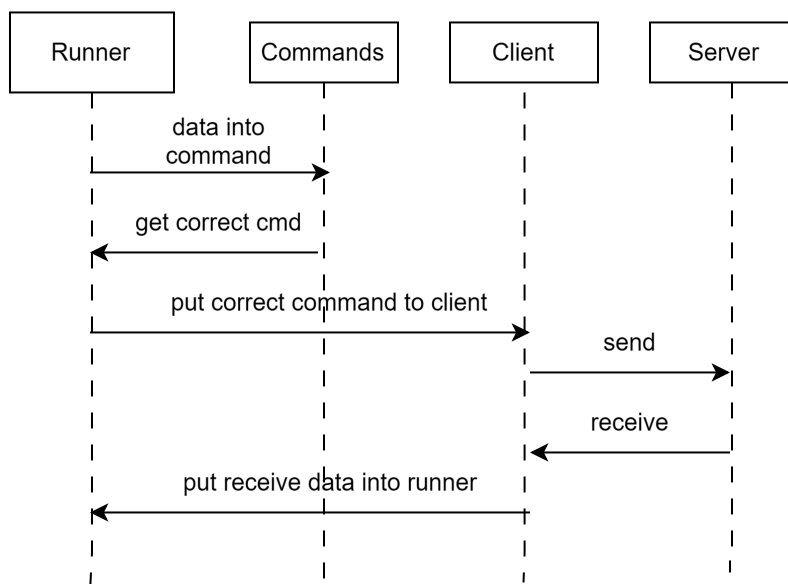 Runner
Commands
Client
Server
data into
command
get correct cmd
put correct command to client
send
receive
put receive data into runner